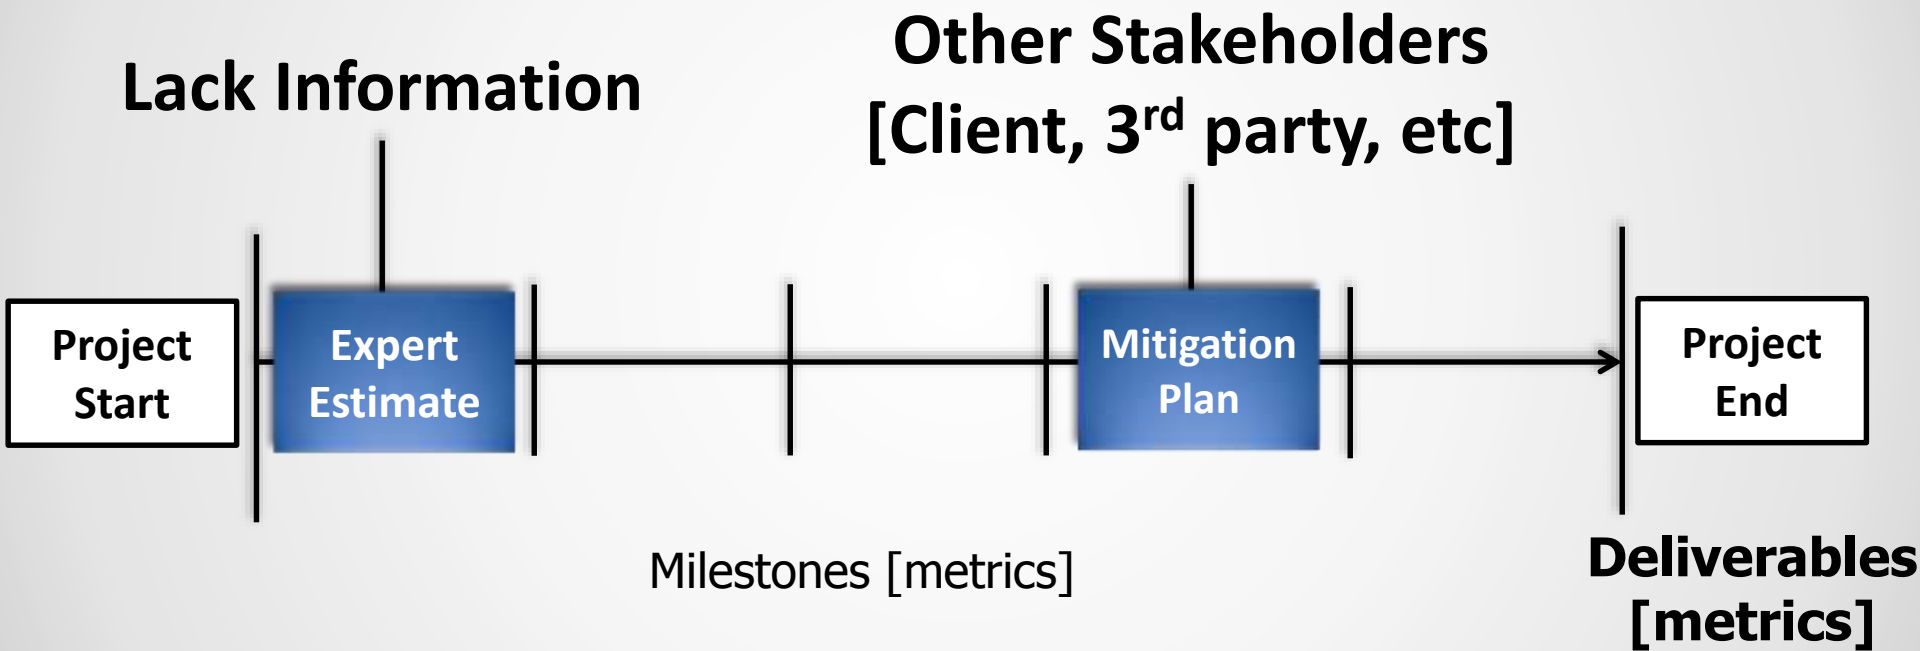 Lack Information
Other Stakeholders
[Client, 3rd party, etc]
Project
Start
Expert
Estimate
Mitigation
Plan
Project
End
Milestones [metrics]
Deliverables
[metrics]